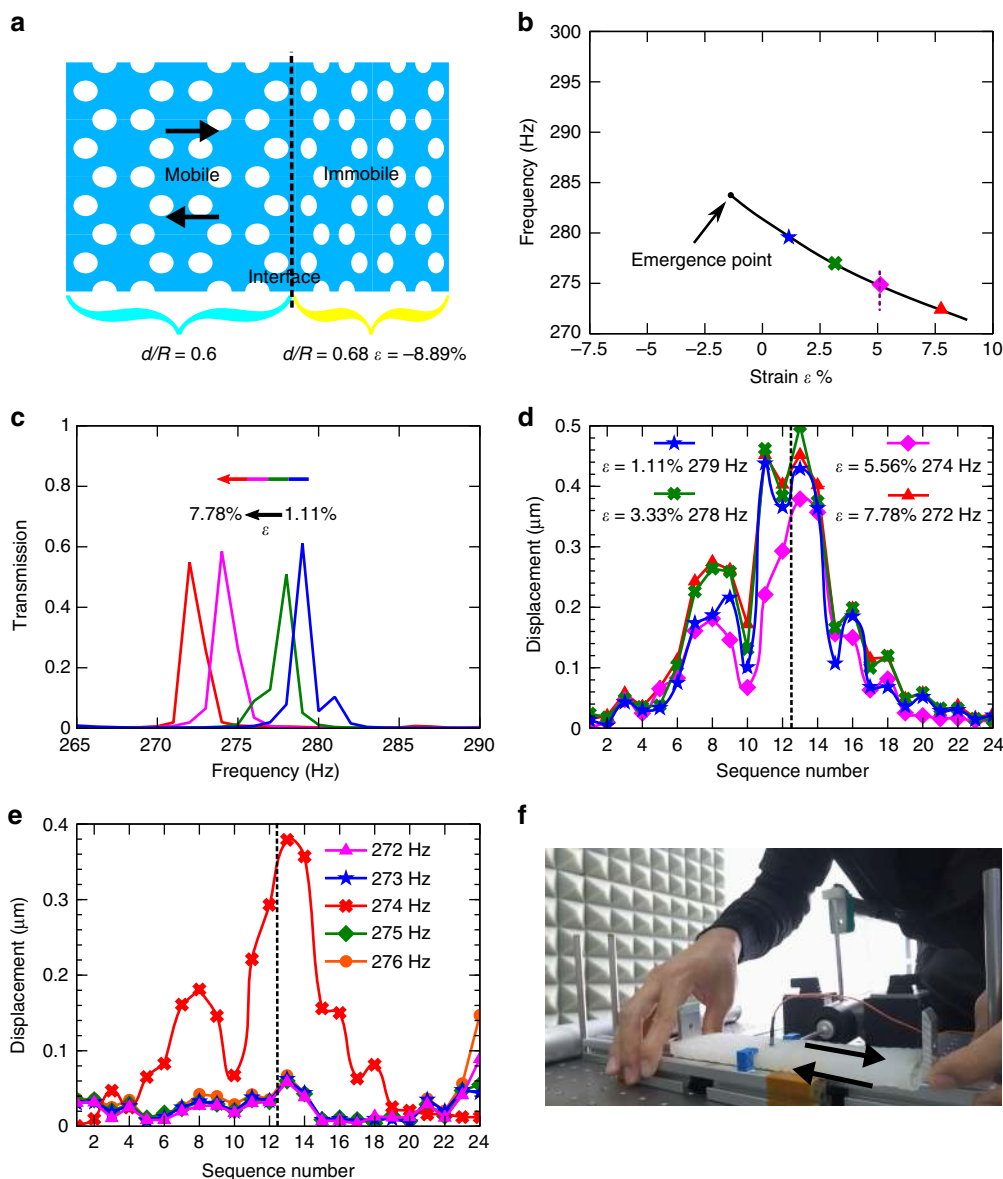 a
Mobile
Immobile
Interface
d/R = 0.6
d/R = 0.68 ε = −8.89%
b
Frequency (Hz)
300
295
290
285
280
275
270
Emergence point
−7.5
−5
−2.5
0
2.5
5
7.5
10
Strain ε %
c
Transmission
1
0.8
0.6
0.4
0.2
0
7.78%
1.11%
ε
265
270
275
280
285
290
Frequency (Hz)
d
Displacement (μm)
0.5
0.4
0.3
0.2
0.1
0
ε = 1.11% 279 Hz
ε = 5.56% 274 Hz
ε = 3.33% 278 Hz
ε = 7.78% 272 Hz
2
4
6
8
10
12
14
16
18
20
22
24
Sequence number
e
Displacement (μm)
0.4
0.3
0.2
0.1
0
272 Hz
273 Hz
274 Hz
275 Hz
276 Hz
2
4
6
8
10
12
14
16
18
20
22
24
Sequence number
f